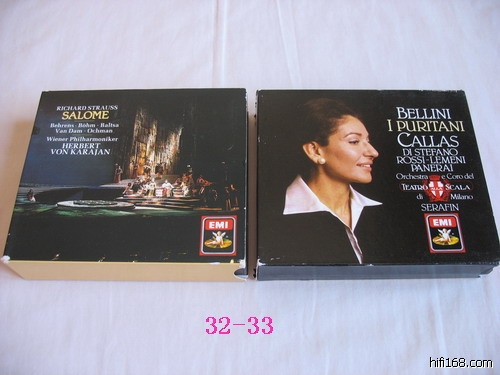 RICHARD STRAUSS
SALOME
Behrens · Böhm · Baltsa
Van Dam · Ochman
Wiener Philharmoniker
HERBERT
VON KARAJAN
EMI
BELLINI
I PURITANI
CALLAS
DI STEFANO
ROSSI-LEMENI
PANERAI
Orchestra e Coro del
TEATRO SCALA
di Milano
SERAFIN
EMI
32-33
hifi168.com